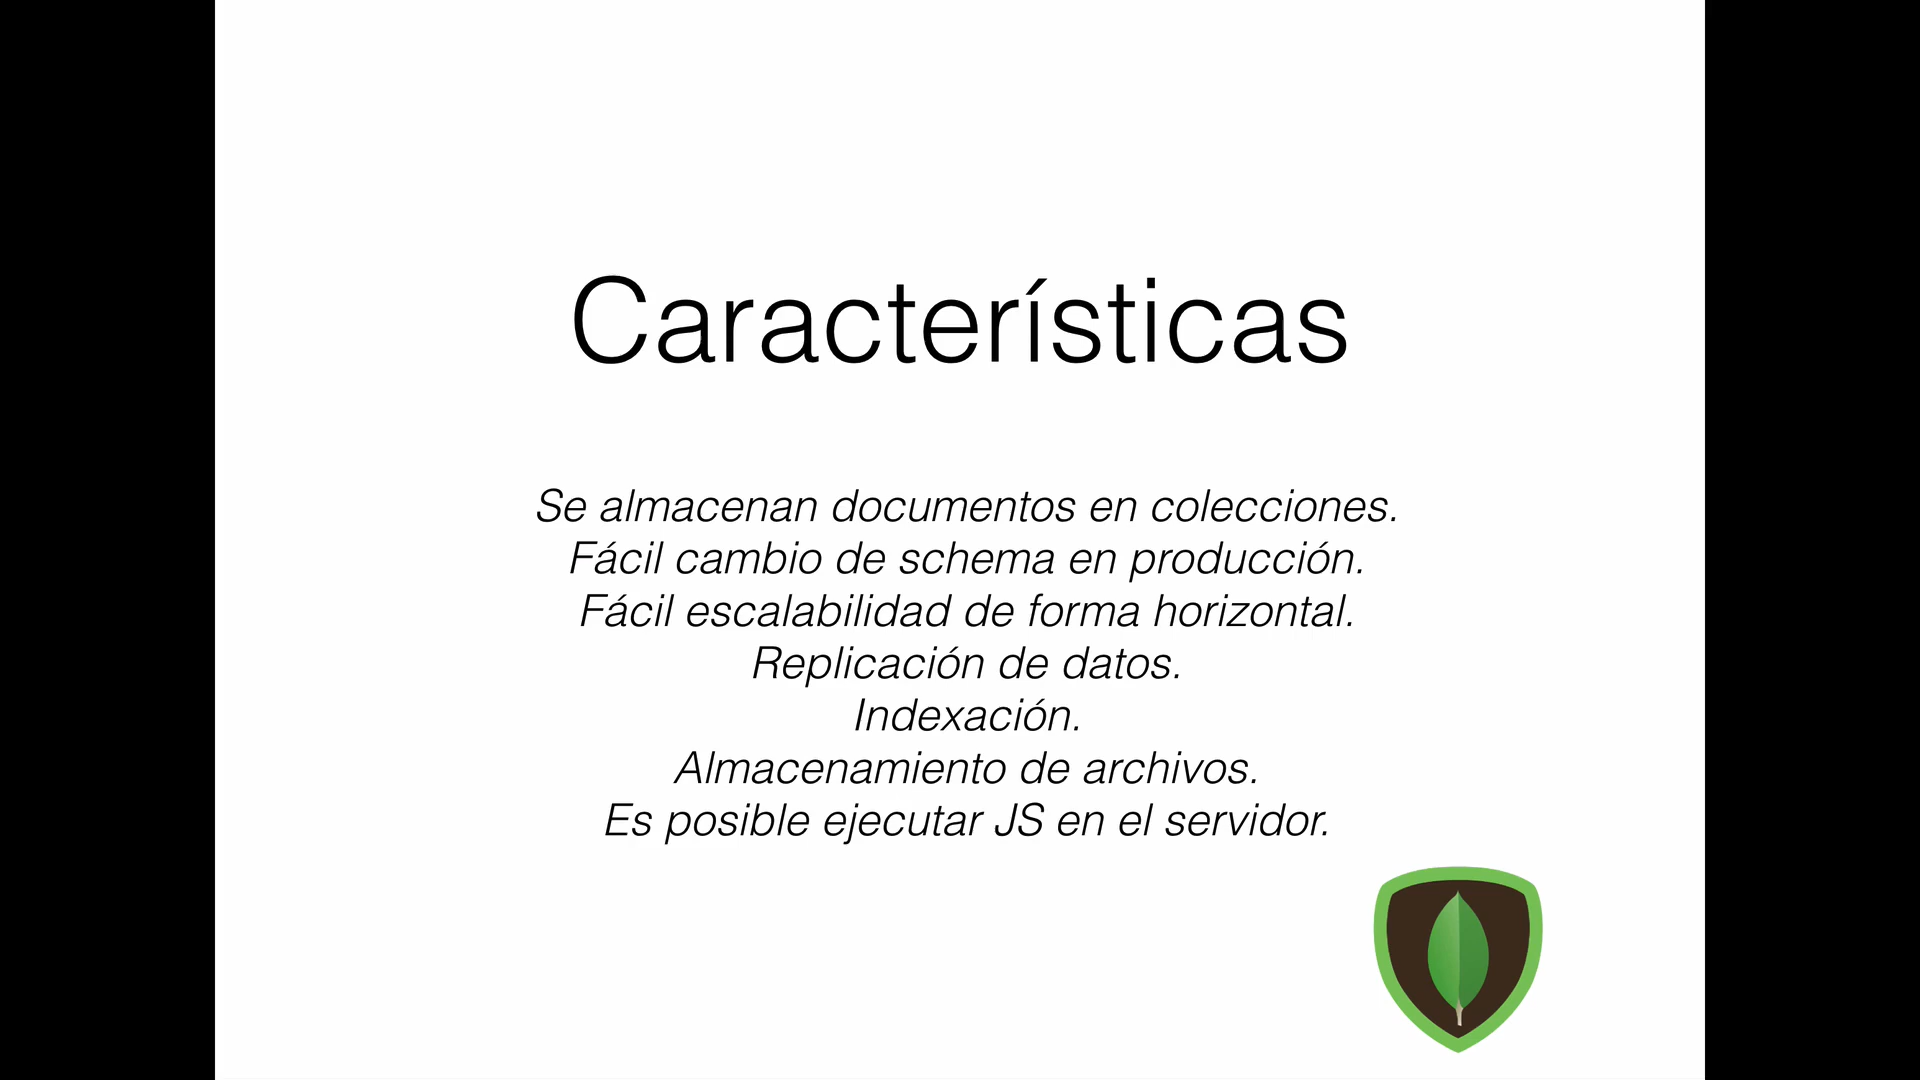 Características
Se almacenan documentos en colecciones.
Fácil cambio de schema en producción.
Fácil escalabilidad de forma horizontal.
Replicación de datos.
Indexación.
Almacenamiento de archivos.
Es posible ejecutar JS en el servidor.